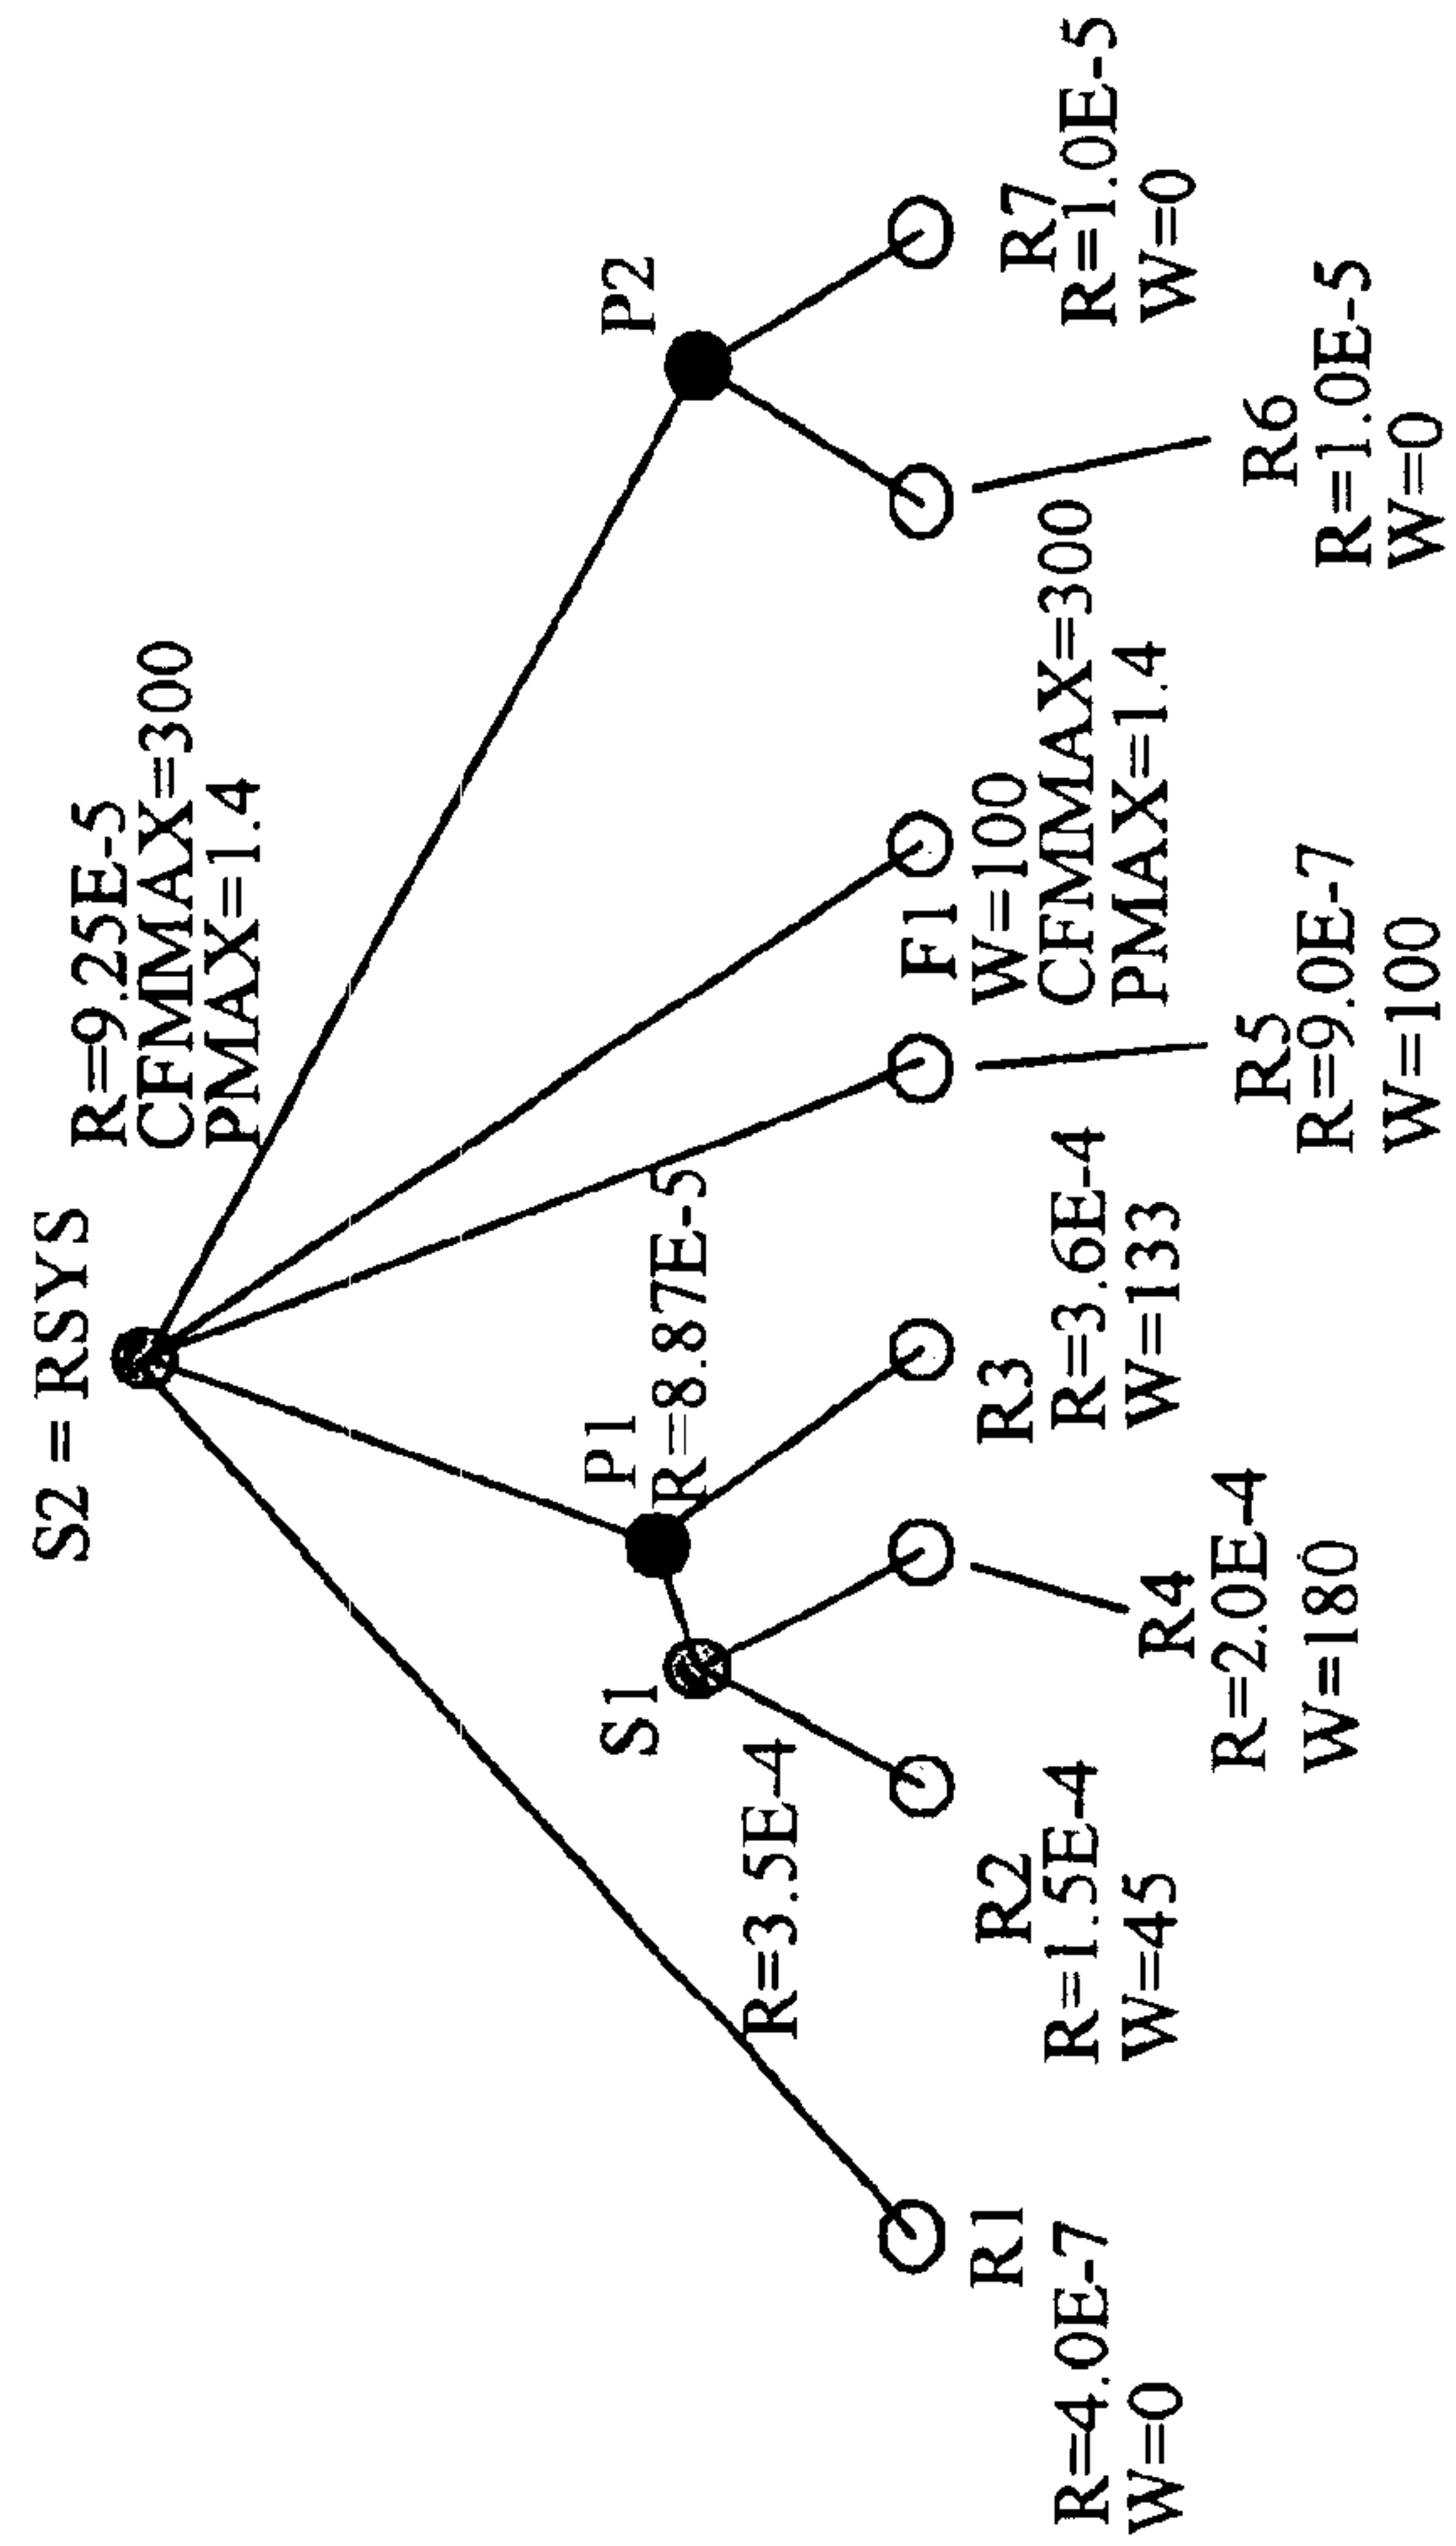 S2 = RSYS
R=9.25E-5
CFMMAX=300
PMAX=1.4
P1
R=8.87E-5
P2
S1
R=3.5E-4
R1
R=4.0E-7
W=0
R2
R=1.5E-4
W=45
R4
R=2.0E-4
W=180
R3
R=3.6E-4
W=133
R5
R=9.0E-7
W=100
F1
W=100
CFMMAX=300
PMAX=1.4
R6
R=1.0E-5
W=0
R7
R=1.0E-5
W=0